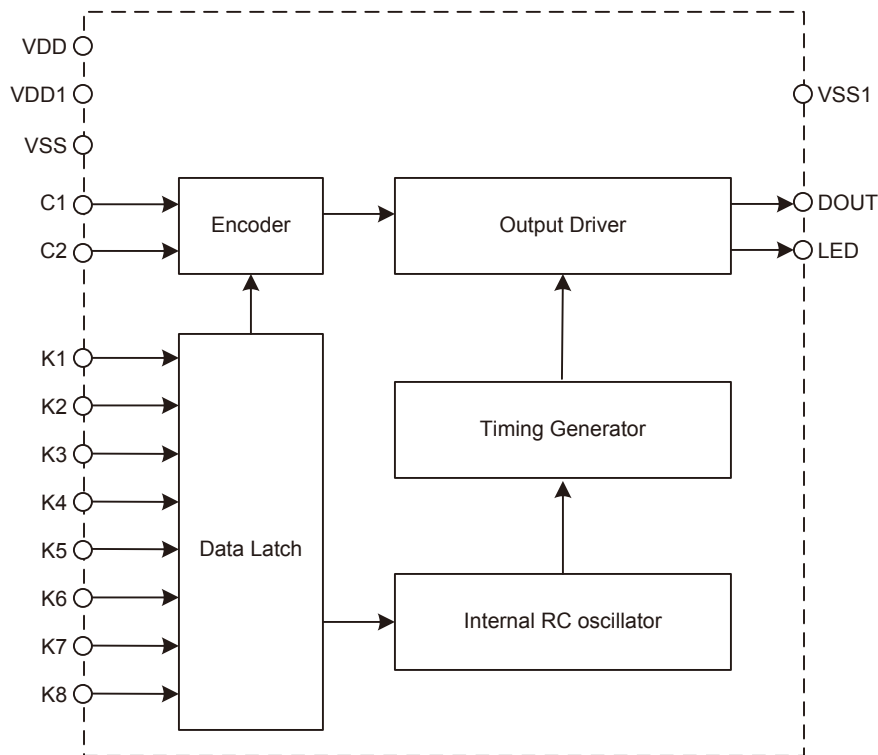 VDD
VDD1
VSS1
VSS
C1
DOUT
Encoder
Output Driver
C2
LED
K1
K2
Timing Generator
K3
K4
K5
Data Latch
K6
Internal RC oscillator
K7
K8